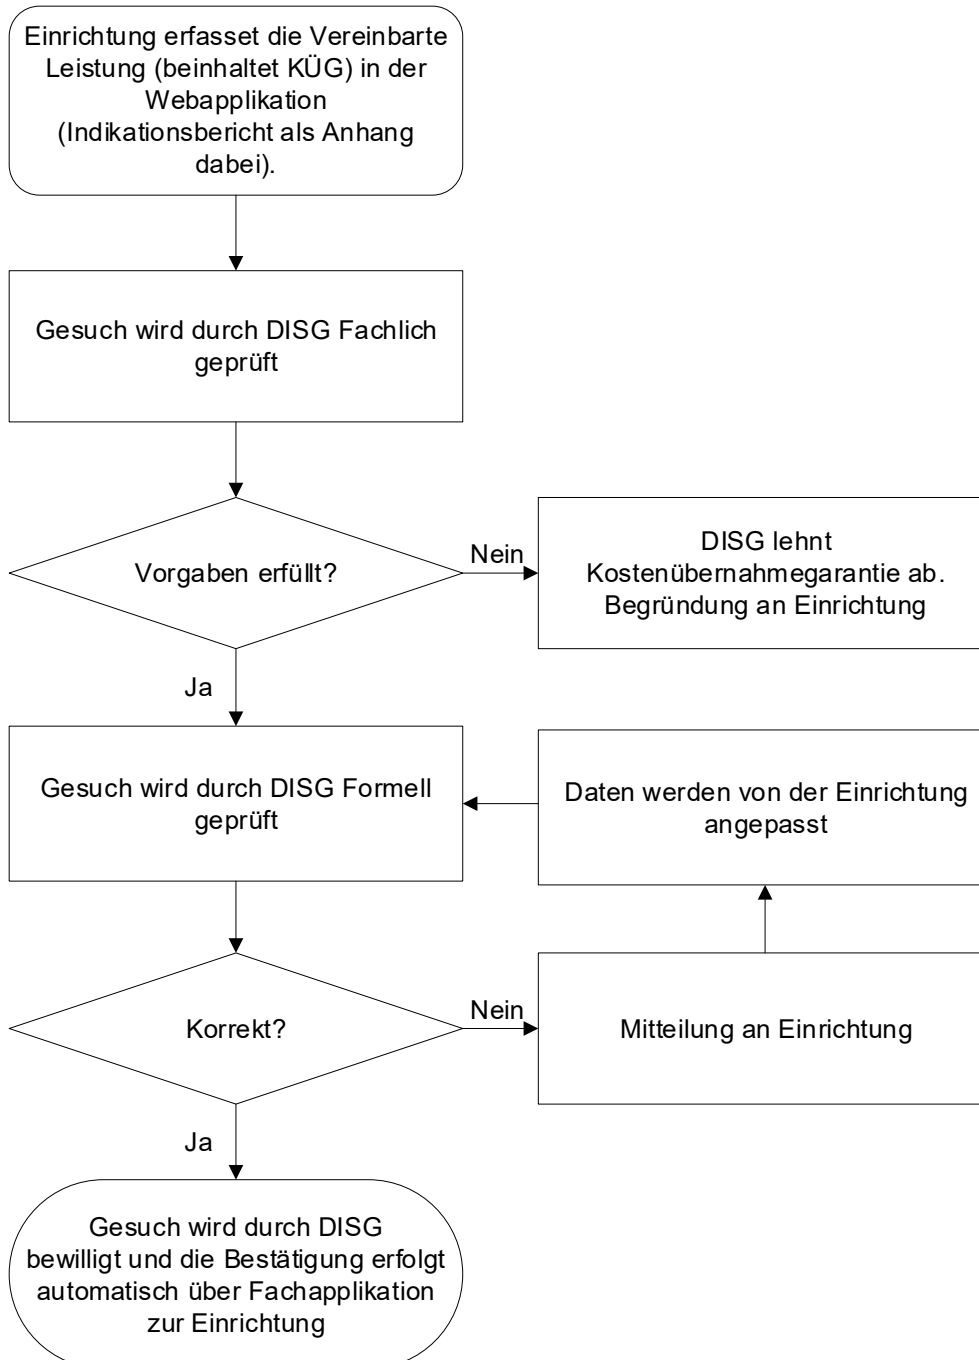 Einrichtung erfasset die Vereinbarte
Leistung (beinhaltet KÜG) in der
Webapplikation
(Indikationsbericht als Anhang
dabei).
Gesuch wird durch DISG Fachlich
geprüft
Vorgaben erfüllt?
Nein
DISG lehnt
Kostenübernahmegarantie ab.
Begründung an Einrichtung
Ja
Gesuch wird durch DISG Formell
geprüft
Daten werden von der Einrichtung
angepasst
Korrekt?
Nein
Mitteilung an Einrichtung
Ja
Gesuch wird durch DISG
bewilligt und die Bestätigung erfolgt
automatisch über Fachapplikation
zur Einrichtung